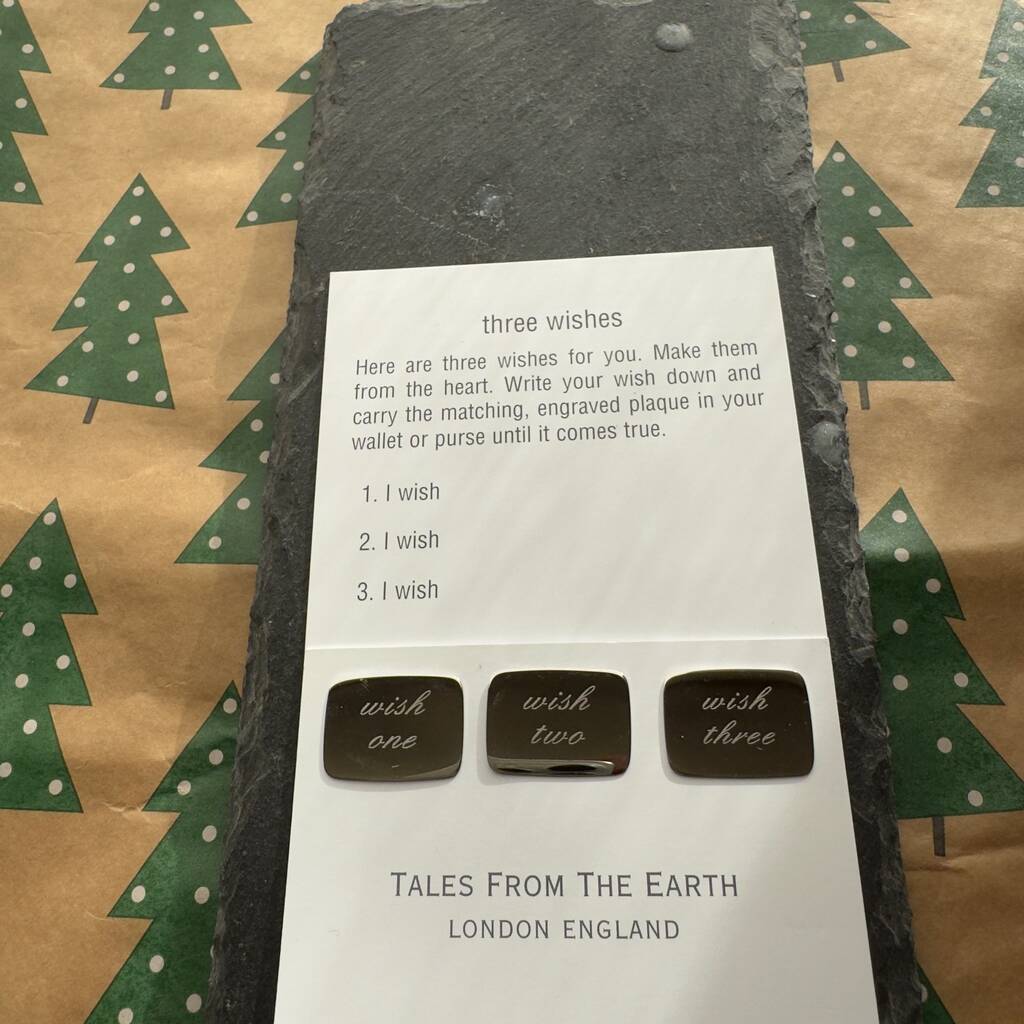 three wishes
Here are three wishes for you. Make them
from the heart. Write your wish down and
carry the matching, engraved plaque in your
wallet or purse until it comes true.
1. I wish
2. I wish
3. I wish
wish
one
wish
two
wish
three
TALES FROM THE EARTH
LONDON ENGLAND